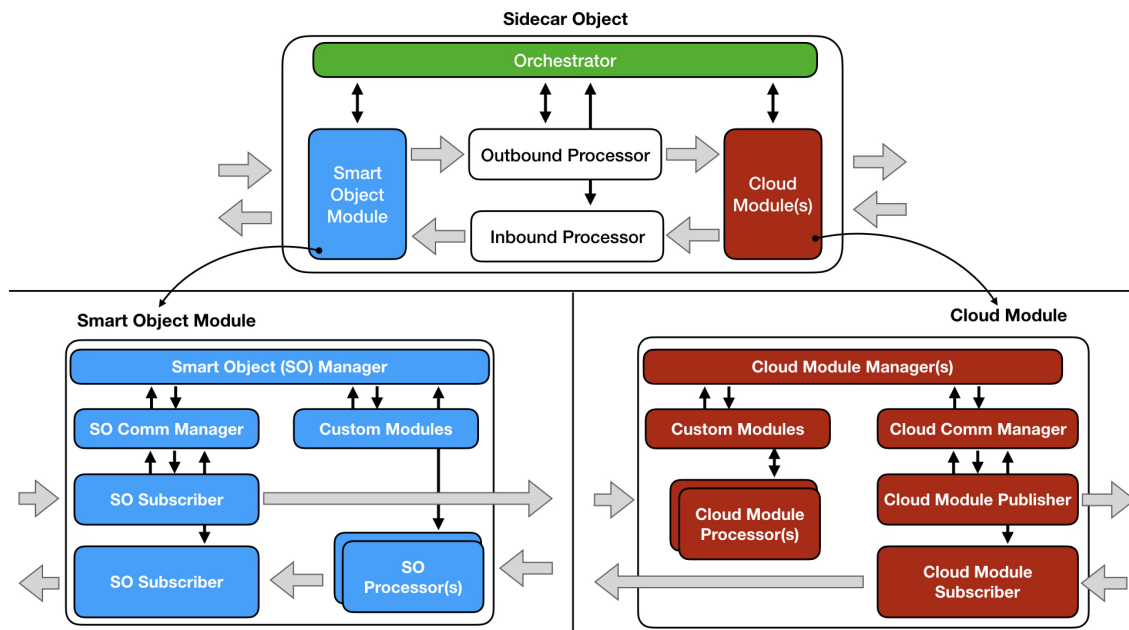 Sidecar Object
Orchestrator
Smart
Object
Module
Outbound Processor
Inbound Processor
Cloud
Module(s)
Smart Object Module
Smart Object (SO) Manager
SO Comm Manager
Custom Modules
SO Subscriber
SO Subscriber
SO
Processor(s)
Cloud Module
Cloud Module Manager(s)
Custom Modules
Cloud Comm Manager
Cloud Module
Processor(s)
Cloud Module Publisher
Cloud Module
Subscriber